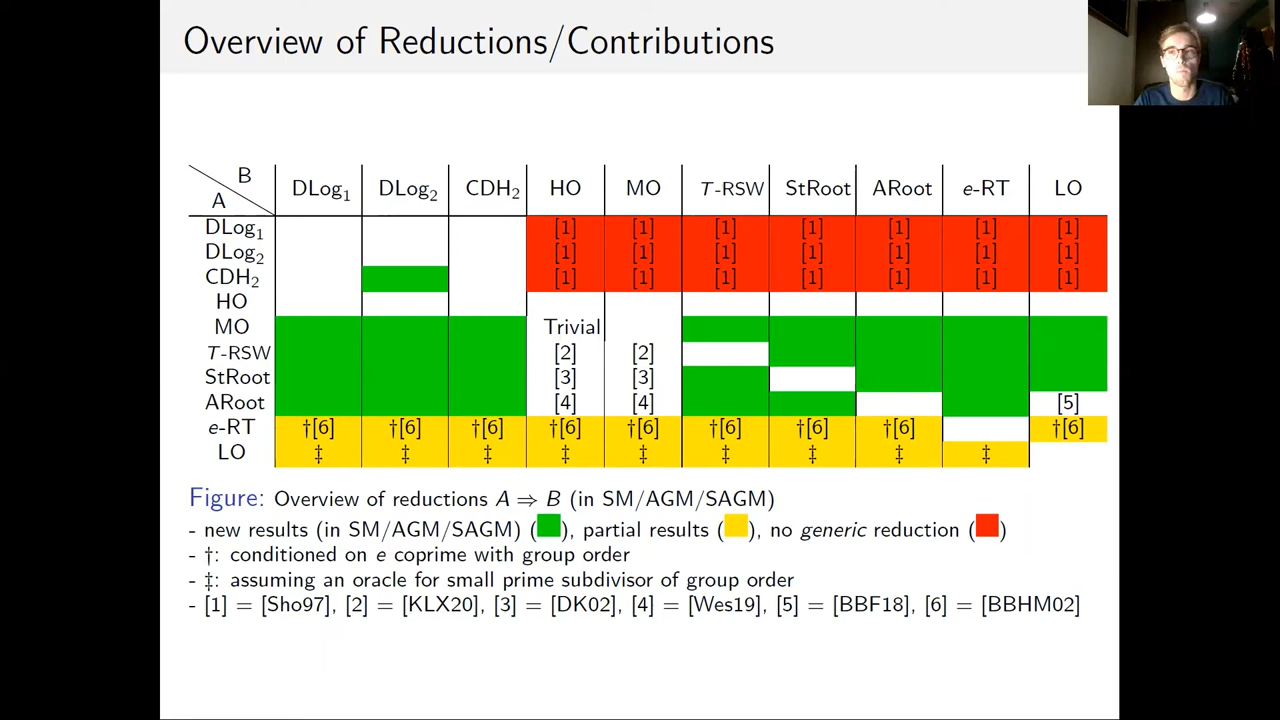 Overview of Reductions/Contributions
B
A
DLog₁ DLog₂ CDH₂ HO MO T-RSW StRoot ARoot e-RT LO
DLog₁ [1] [1] [1] [1] [1] [1] [1]
DLog₂ [1] [1] [1] [1] [1] [1] [1]
CDH₂ [1] [1] [1] [1] [1] [1] [1]
HO
MO Trivial
T-RSW [2] [2]
StRoot [3] [3]
ARoot [4] [4] [5]
e-RT †[6] †[6] †[6] †[6] †[6] †[6] †[6] †[6] †[6]
LO ‡ ‡ ‡ ‡ ‡ ‡ ‡ ‡ ‡
Figure: Overview of reductions A ⇒ B (in SM/AGM/SAGM)
- new results (in SM/AGM/SAGM) ( ), partial results ( ), no generic reduction ( )
- †: conditioned on e coprime with group order
- ‡: assuming an oracle for small prime subdivisor of group order
- [1] = [Sho97], [2] = [KLX20], [3] = [DK02], [4] = [Wes19], [5] = [BBF18], [6] = [BBHM02]